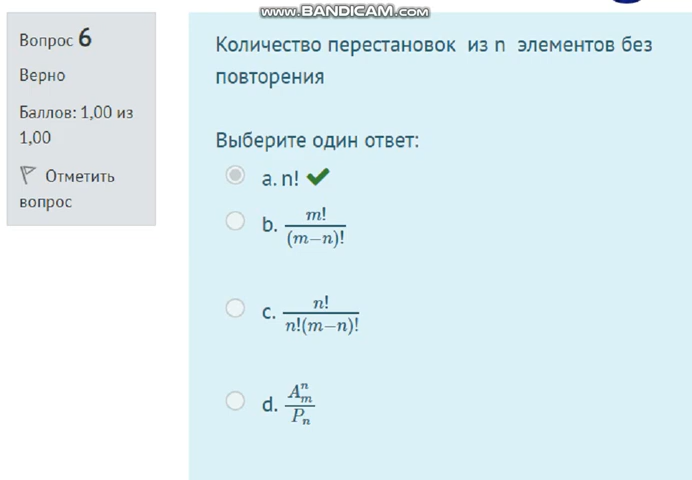 www.BANDICAM.com
Вопрос 6
Верно
Баллов: 1,00 из
1,00
Отметить
вопрос
Количество перестановок из n элементов без
повторения
Выберите один ответ:
a. n!
b. m!/(m−n)!
c. n!/n!(m−n)!
d. A_m^n/P_n